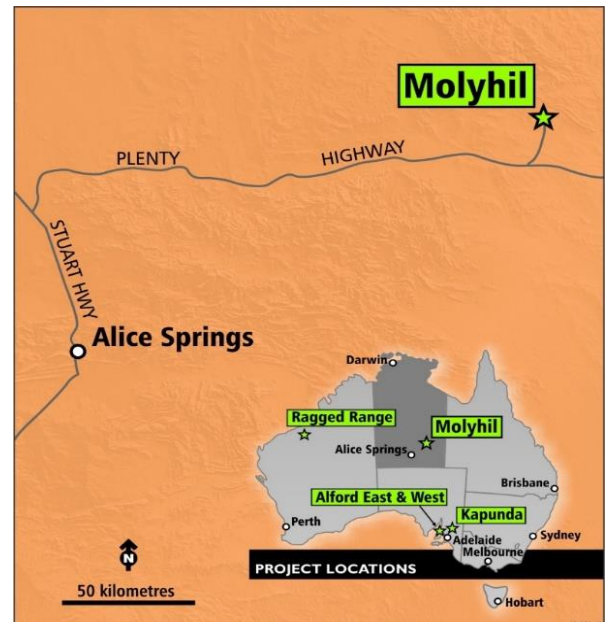 Molyhil
PLENTY HIGHWAY
STUART HWY
Alice Springs
Darwin
Ragged Range
Molyhil
Alice Springs
Alford East & West
Brisbane
Kapunda
Perth
Adelaide
Sydney
Melbourne
PROJECT LOCATIONS
Hobart
N
50 kilometres